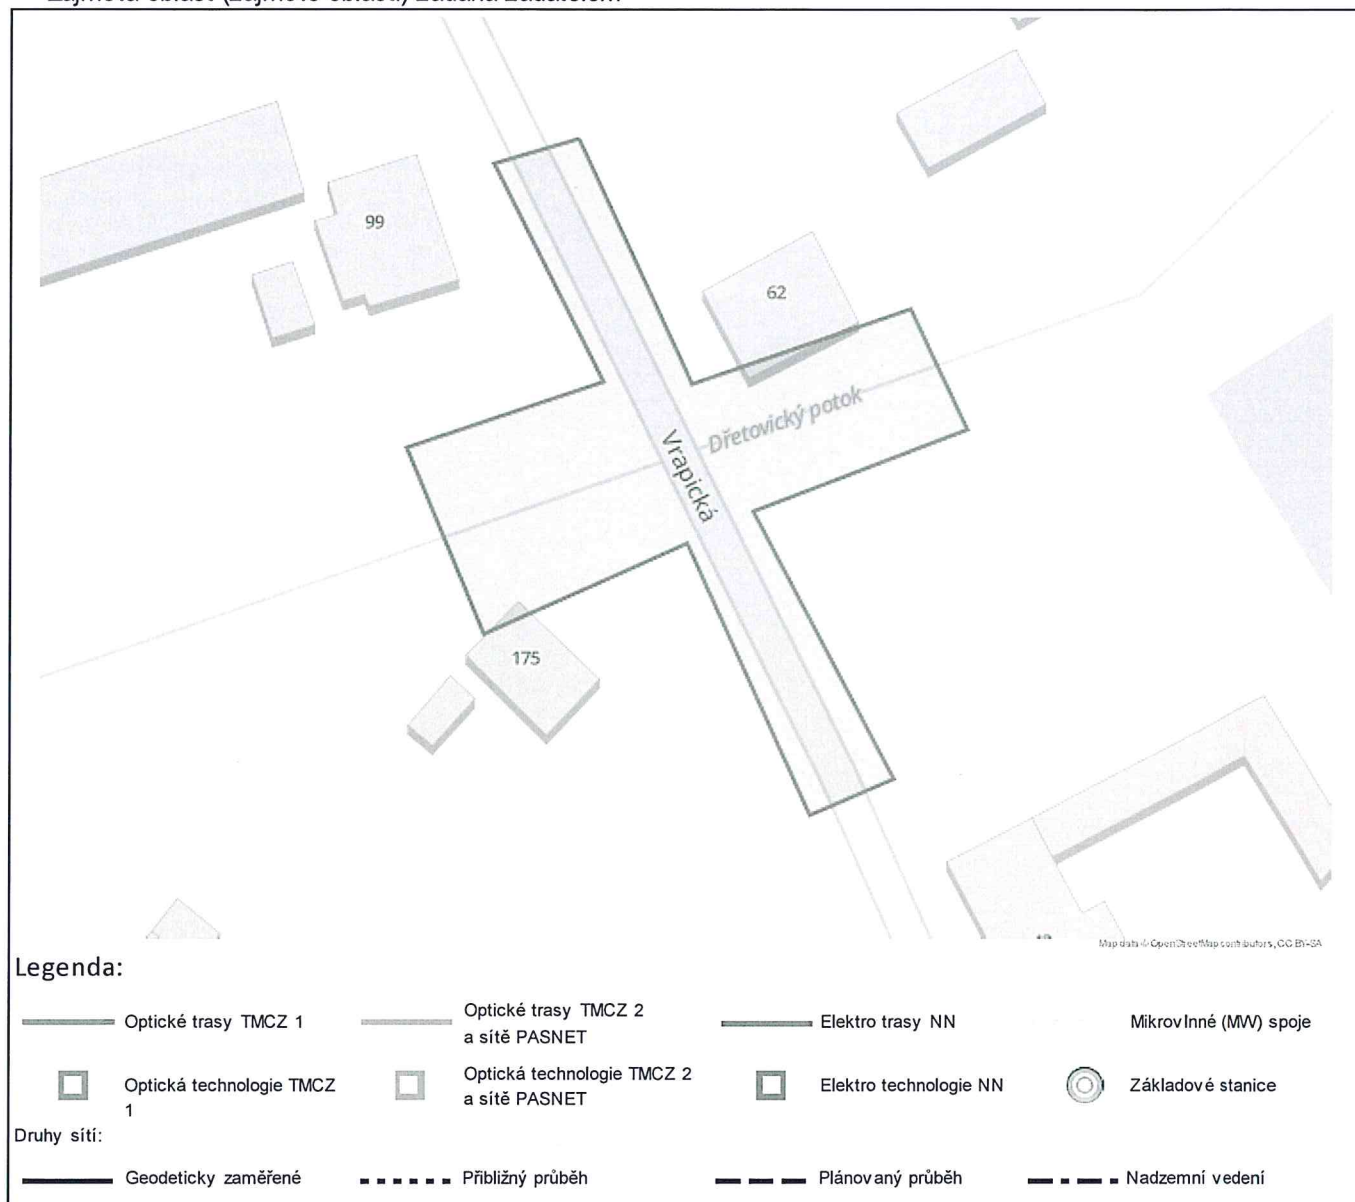 99
62
Dřetovický potok
Vrapická
175
Map data © OpenStreetMap contributors, CC BY-SA
Legenda:
Optické trasy TMCZ 1
Optické trasy TMCZ 2
a sítě PASNET
Elektro trasy NN
Mikrovlnné (MW) spoje
Optická technologie TMCZ
1
Optická technologie TMCZ 2
a sítě PASNET
Elektro technologie NN
Základové stanice
Druhy sítí:
Geodeticky zaměřené
Přibližný průběh
Plánovaný průběh
Nadzemní vedení